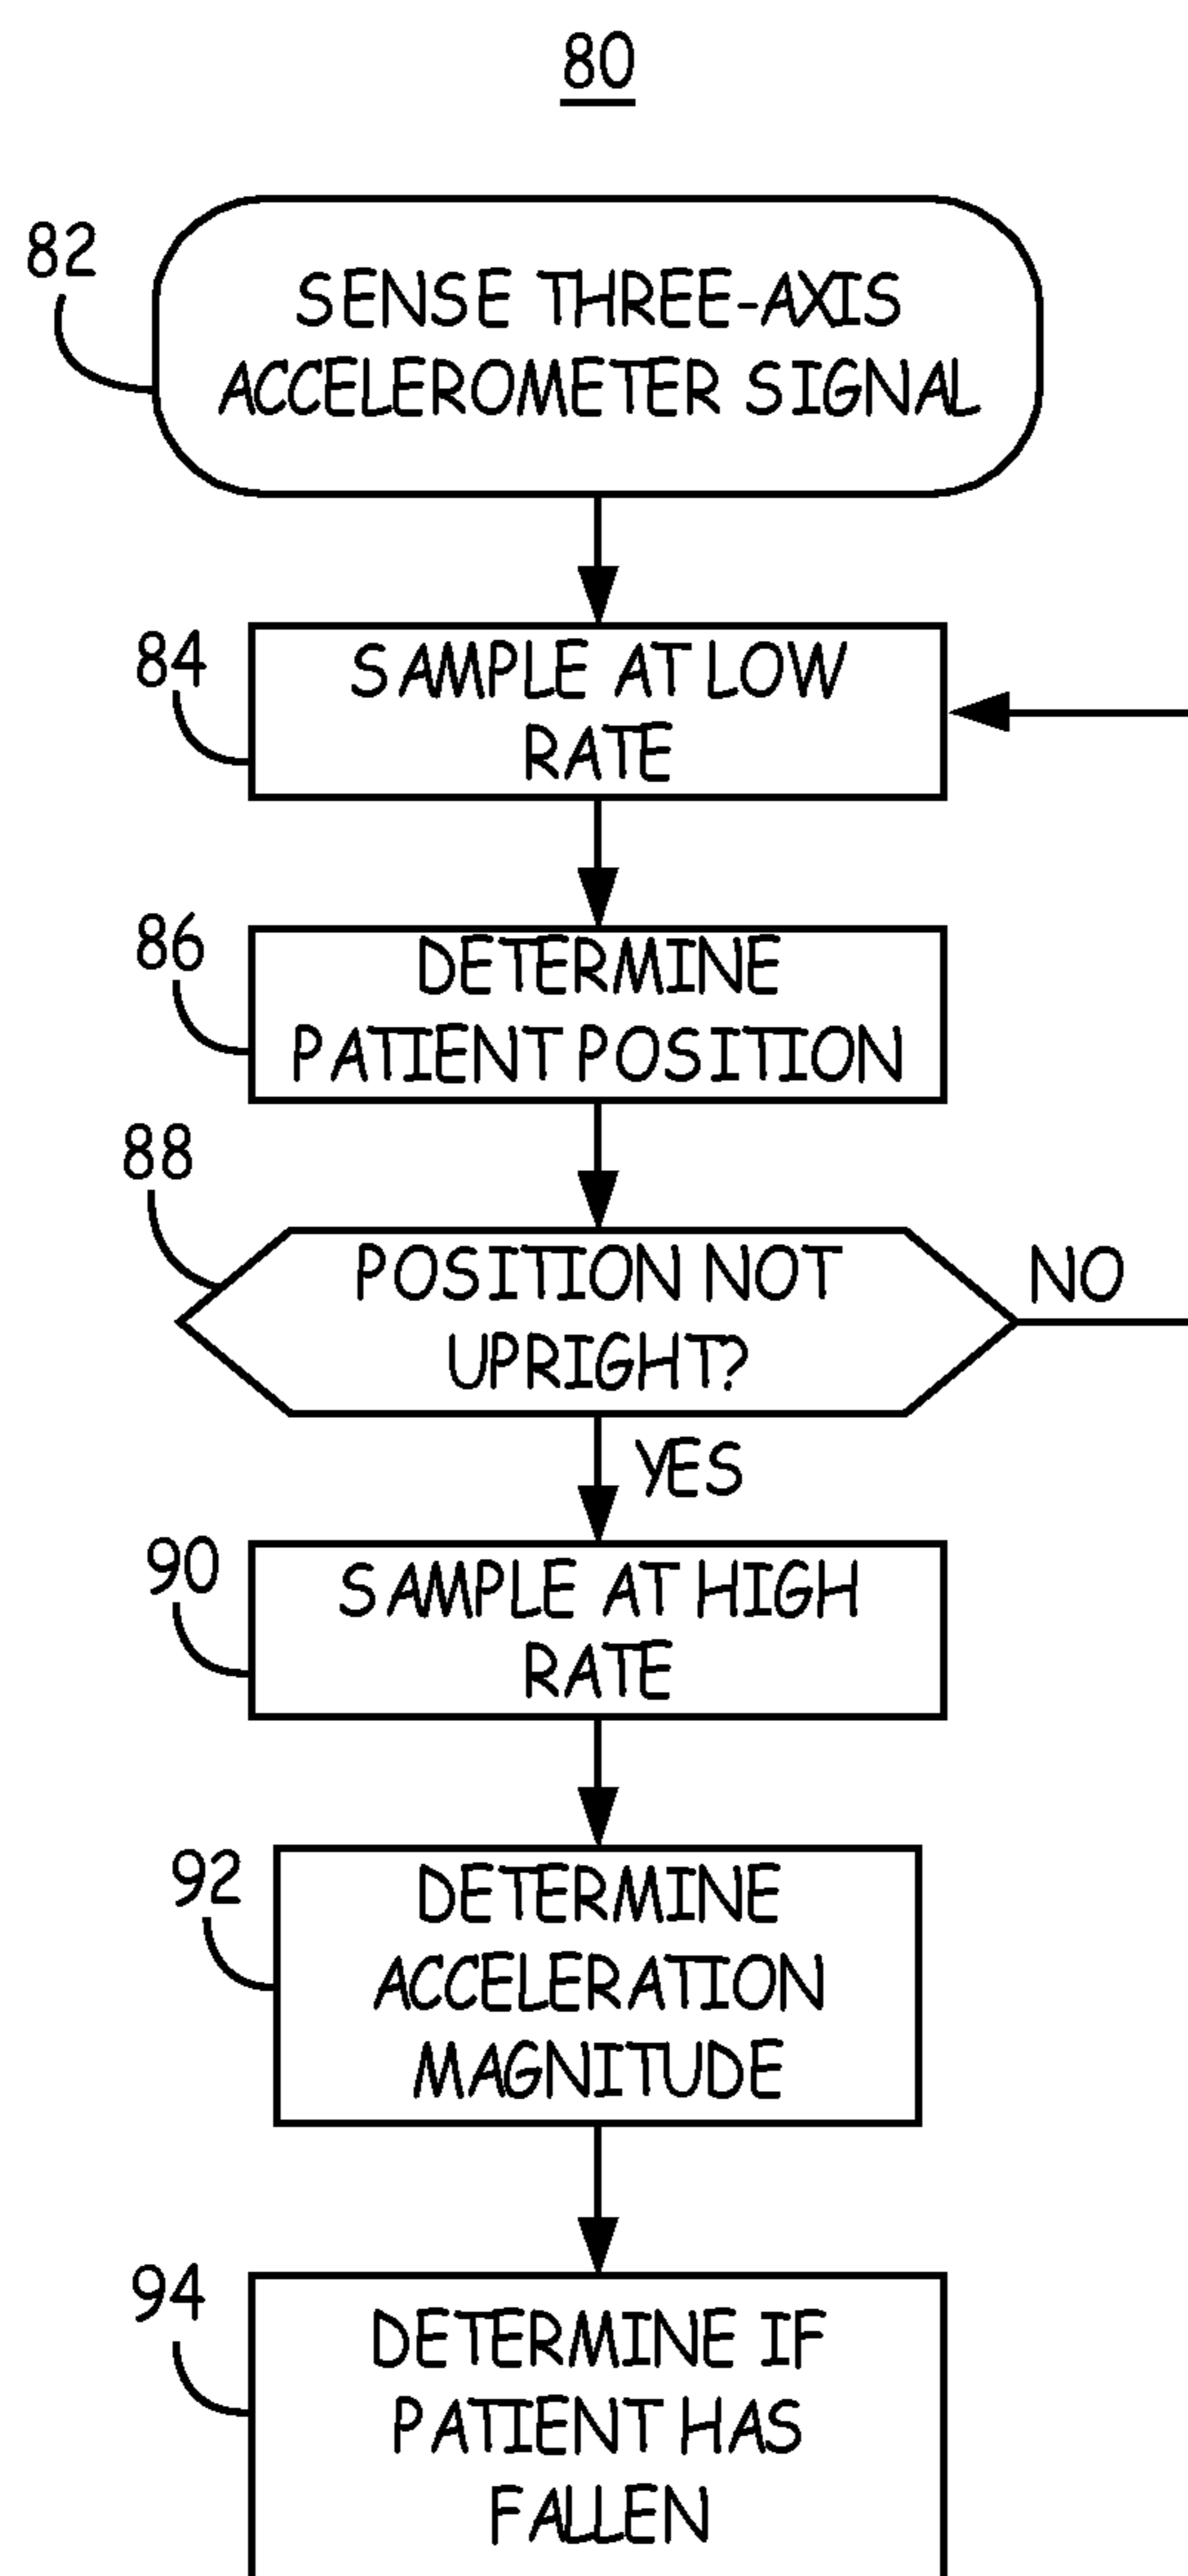 80
82
SENSE THREE-AXIS
ACCELEROMETER SIGNAL
84
SAMPLE AT LOW
RATE
86
DETERMINE
PATIENT POSITION
88
POSITION NOT
UPRIGHT?
NO
YES
90
SAMPLE AT HIGH
RATE
92
DETERMINE
ACCELERATION
MAGNITUDE
94
DETERMINE IF
PATIENT HAS
FALLEN